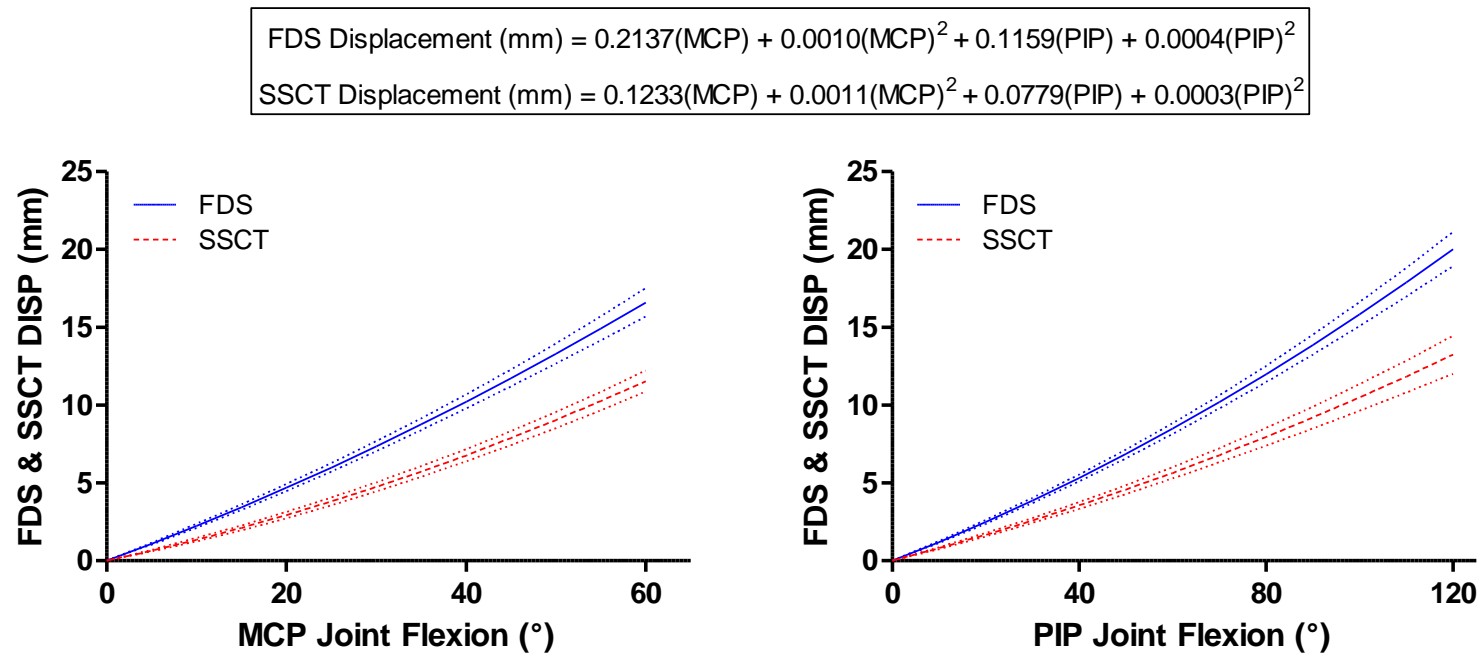 FDS Displacement (mm) = 0.2137(MCP) + 0.0010(MCP)² + 0.1159(PIP) + 0.0004(PIP)²
SSCT Displacement (mm) = 0.1233(MCP) + 0.0011(MCP)² + 0.0779(PIP) + 0.0003(PIP)²
FDS & SSCT DISP (mm)
25
20
15
10
5
0
FDS
SSCT
0 20 40 60
MCP Joint Flexion (°)
FDS & SSCT DISP (mm)
25
20
15
10
5
0
FDS
SSCT
0 40 80 120
PIP Joint Flexion (°)